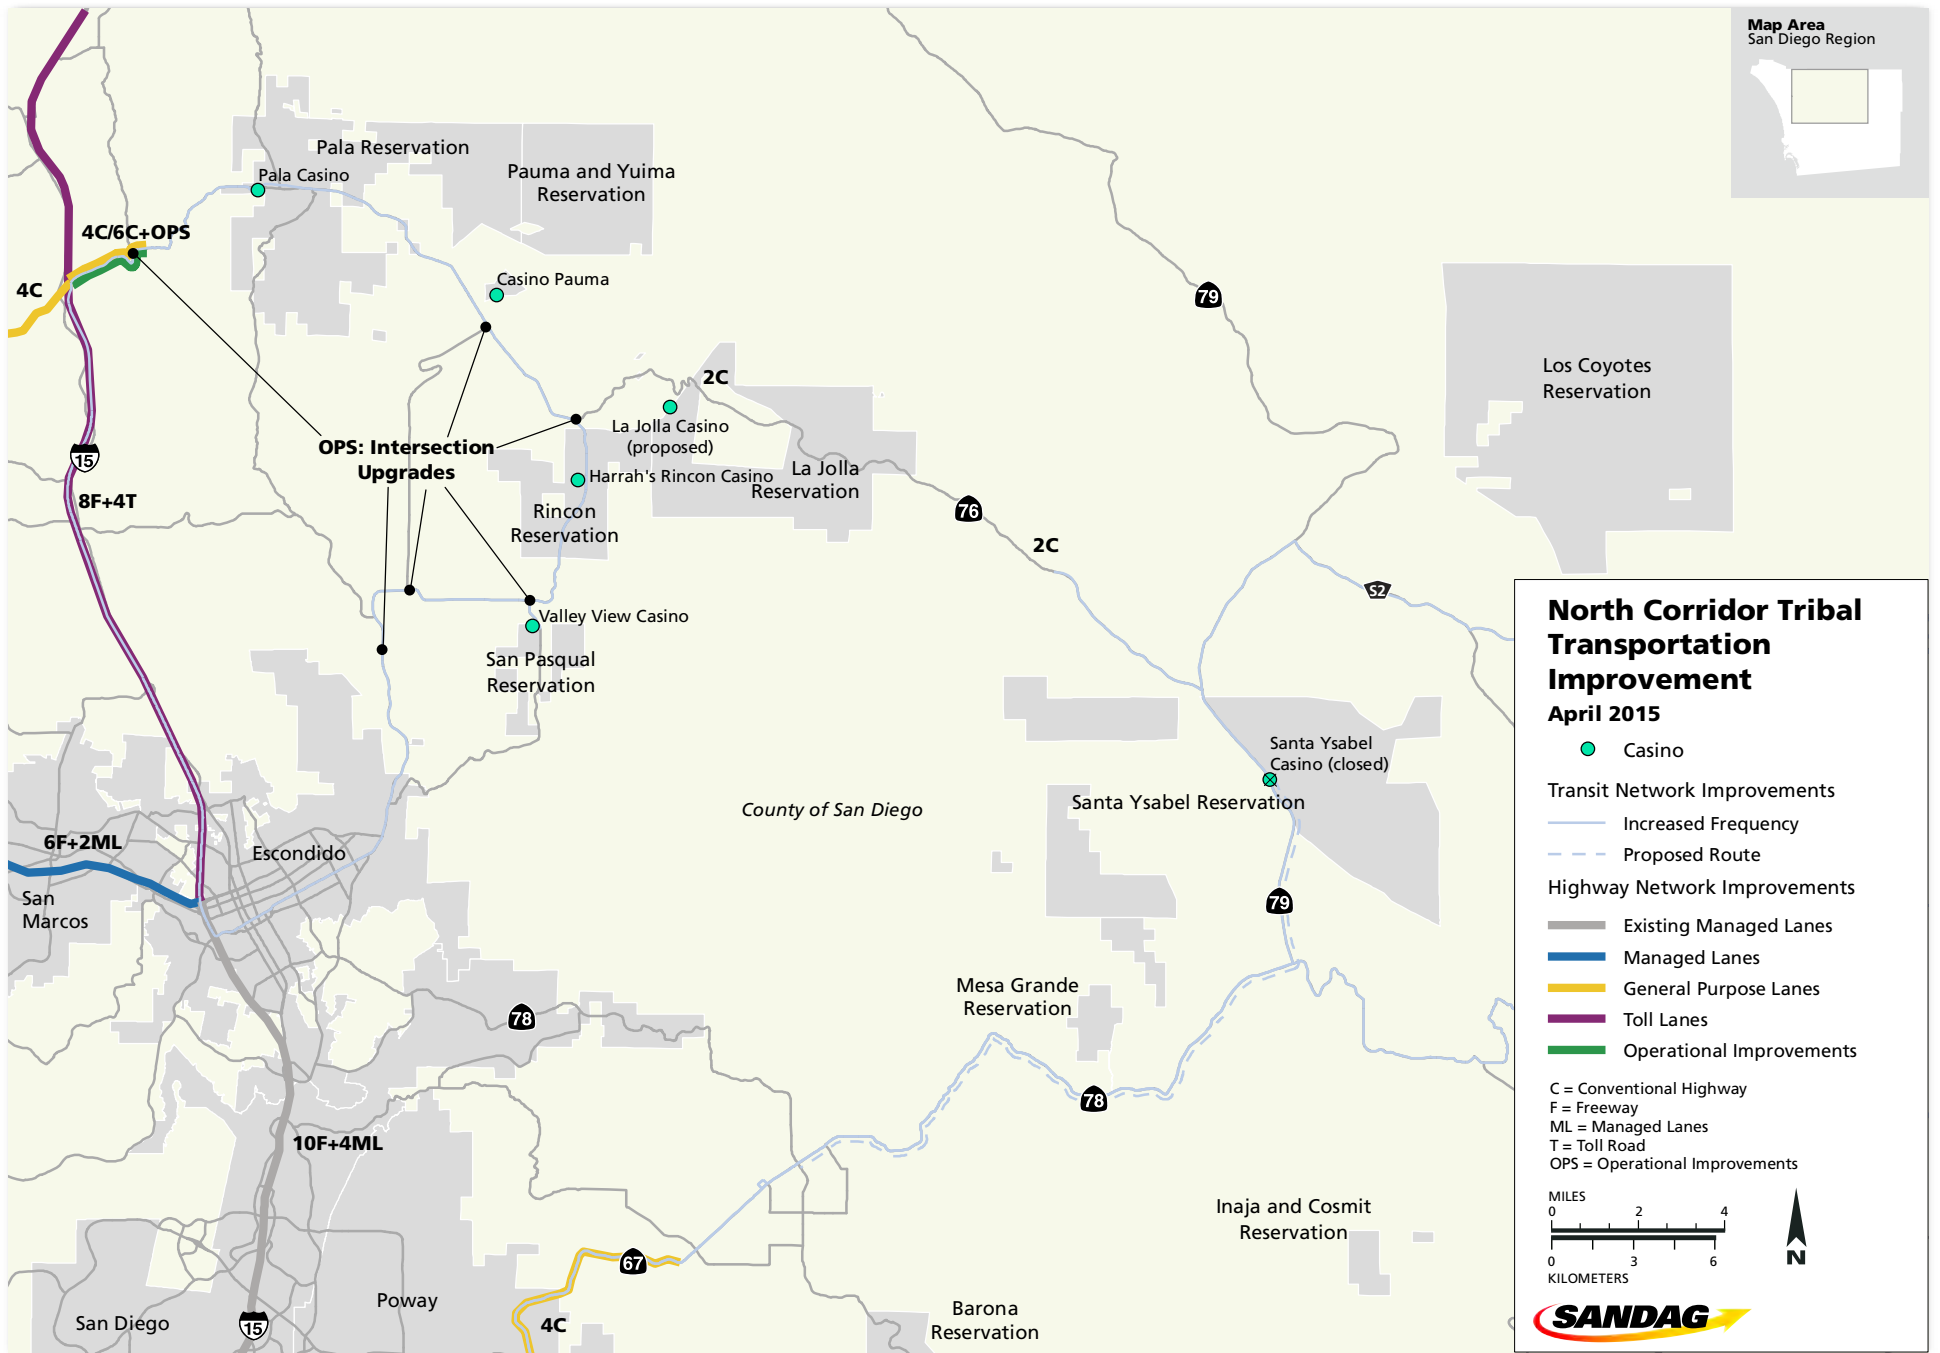 Map Area
San Diego Region
Pala Reservation
Pauma and Yuima
Reservation
Pala Casino
4C/6C+OPS
4C
Casino Pauma
79
Los Coyotes
Reservation
2C
La Jolla Casino
(proposed)
OPS: Intersection
Upgrades
15
8F+4T
Harrah's Rincon Casino
La Jolla
Reservation
Rincon
Reservation
76
2C
S2
Valley View Casino
San Pasqual
Reservation
Santa Ysabel
Casino (closed)
Santa Ysabel Reservation
County of San Diego
6F+2ML
Escondido
San
Marcos
79
Mesa Grande
Reservation
78
78
10F+4ML
Inaja and Cosmit
Reservation
67
Poway
San Diego
15
4C
Barona
Reservation
North Corridor Tribal
Transportation
Improvement
April 2015
Casino
Transit Network Improvements
Increased Frequency
Proposed Route
Highway Network Improvements
Existing Managed Lanes
Managed Lanes
General Purpose Lanes
Toll Lanes
Operational Improvements
C = Conventional Highway
F = Freeway
ML = Managed Lanes
T = Toll Road
OPS = Operational Improvements
MILES
0 2 4
0 3 6
KILOMETERS
N
SANDAG